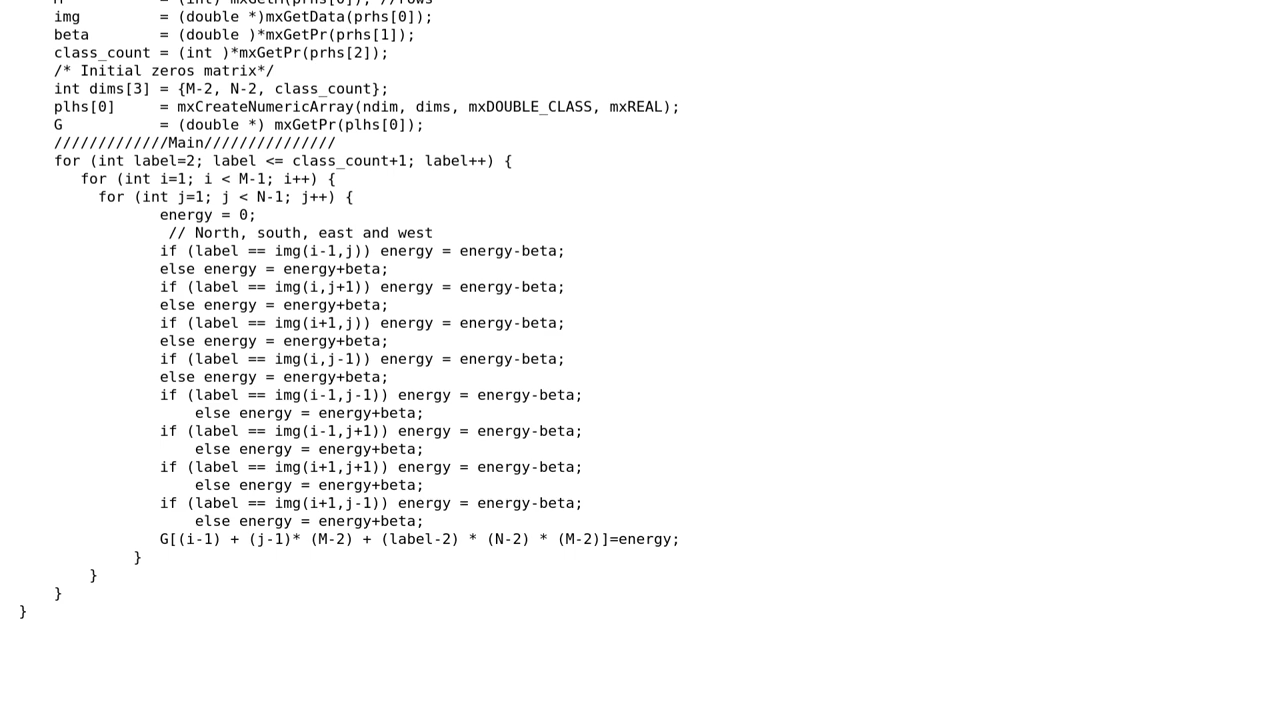 img         = (double *)mxGetData(prhs[0]);
beta        = (double )*mxGetPr(prhs[1]);
class_count = (int )*mxGetPr(prhs[2]);
/* Initial zeros matrix*/
int dims[3] = {M-2, N-2, class_count};
plhs[0]     = mxCreateNumericArray(ndim, dims, mxDOUBLE_CLASS, mxREAL);
G           = (double *) mxGetPr(plhs[0]);
/////////////Main///////////////
for (int label=2; label <= class_count+1; label++) {
for (int i=1; i < M-1; i++) {
for (int j=1; j < N-1; j++) {
energy = 0;
// North, south, east and west
if (label == img(i-1,j)) energy = energy-beta;
else energy = energy+beta;
if (label == img(i,j+1)) energy = energy-beta;
else energy = energy+beta;
if (label == img(i+1,j)) energy = energy-beta;
else energy = energy+beta;
if (label == img(i,j-1)) energy = energy-beta;
else energy = energy+beta;
if (label == img(i-1,j-1)) energy = energy-beta;
else energy = energy+beta;
if (label == img(i-1,j+1)) energy = energy-beta;
else energy = energy+beta;
if (label == img(i+1,j+1)) energy = energy-beta;
else energy = energy+beta;
if (label == img(i+1,j-1)) energy = energy-beta;
else energy = energy+beta;
G[(i-1) + (j-1)* (M-2) + (label-2) * (N-2) * (M-2)]=energy;
}
}
}
}